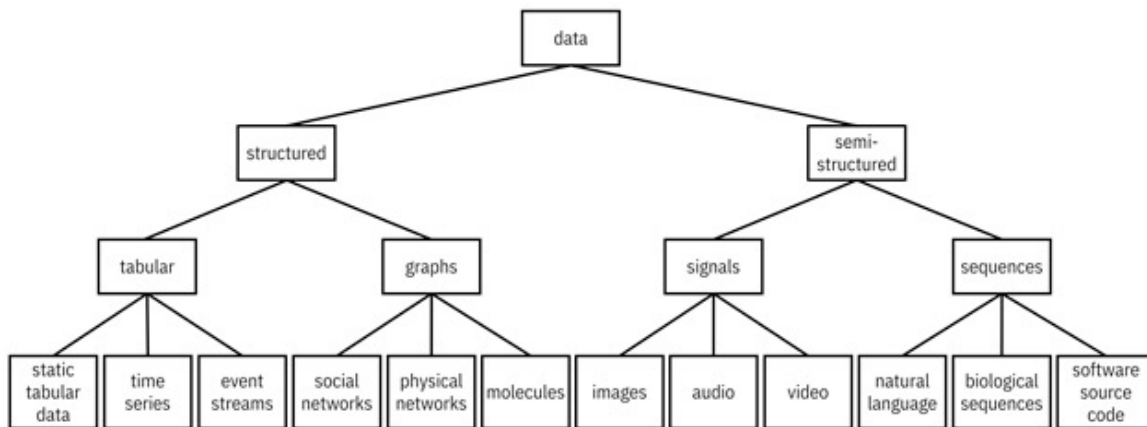 data
structured
semi-
structured
tabular
graphs
signals
sequences
static
tabular
data
time
series
event
streams
social
networks
physical
networks
molecules
images
audio
video
natural
language
biological
sequences
software
source
code